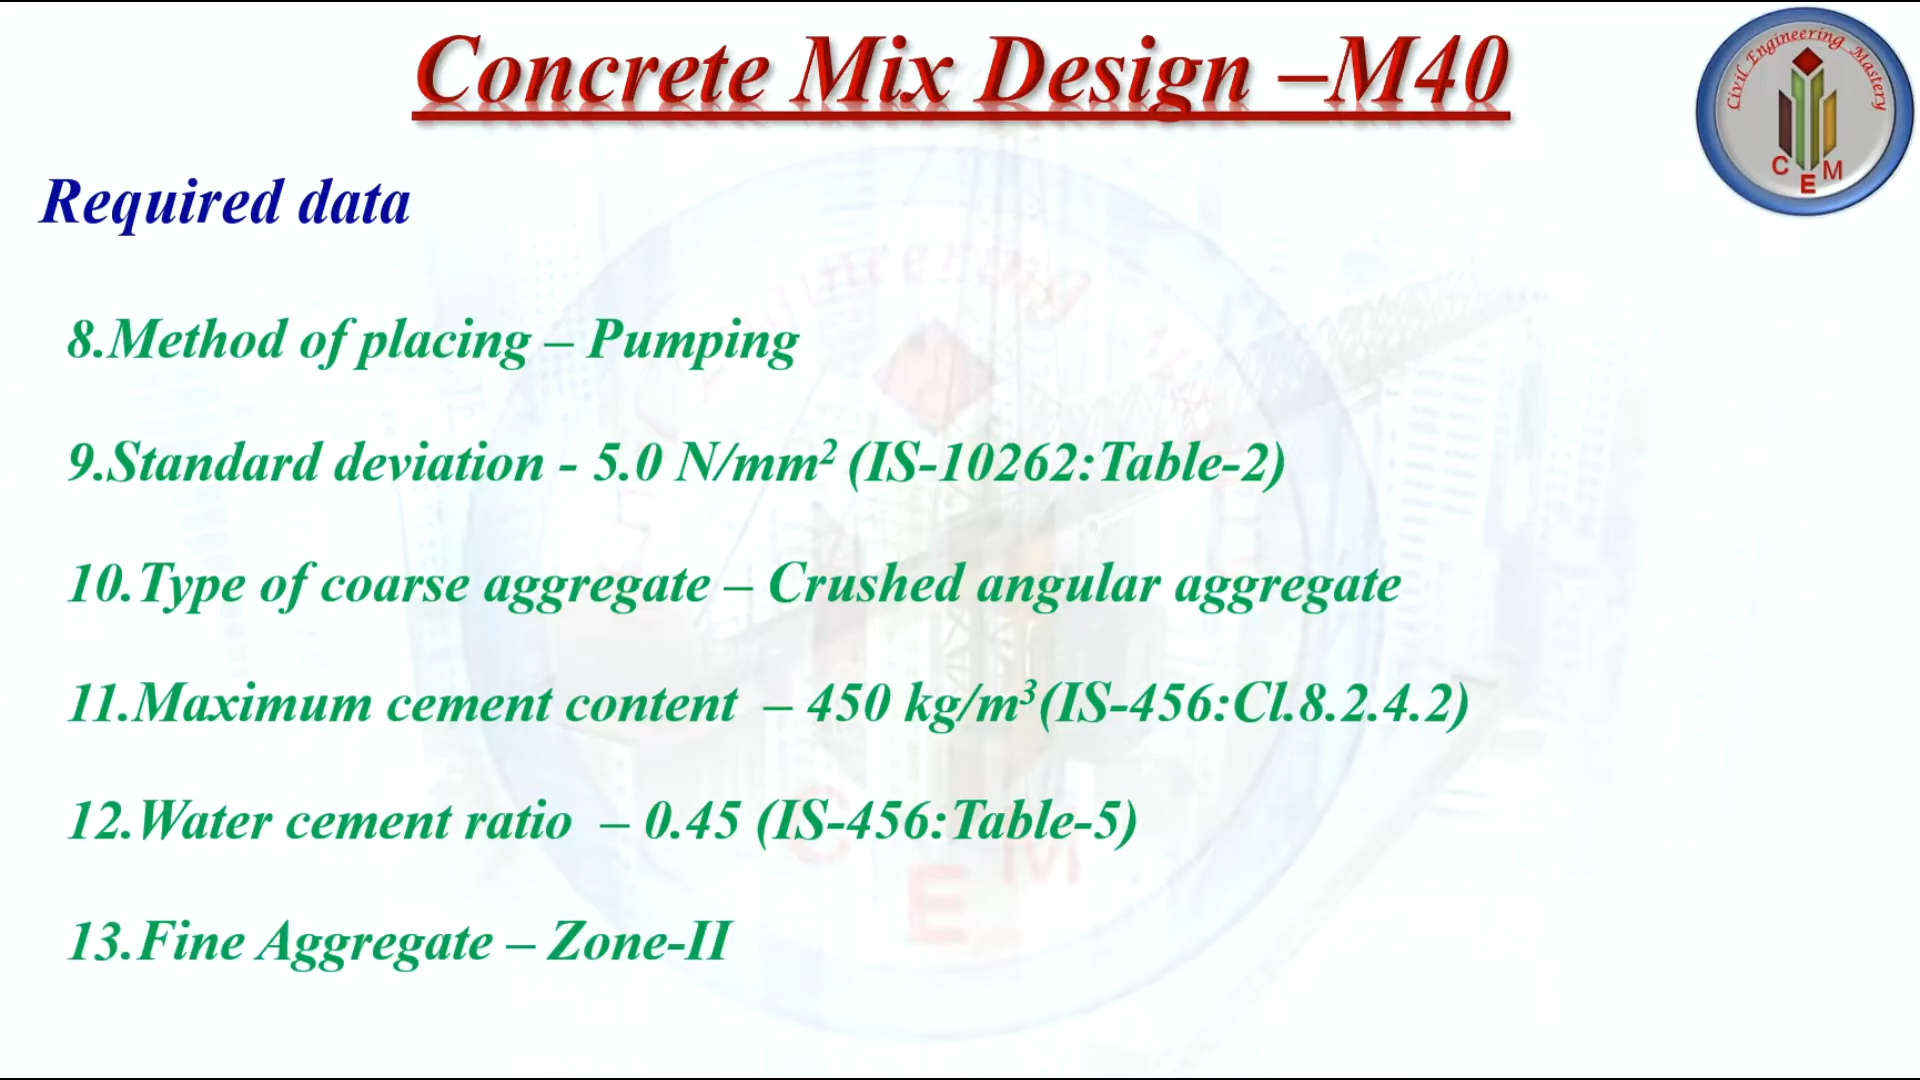 Concrete Mix Design –M40
Civil Engineering Mastery
C E M
Required data
8.Method of placing – Pumping
9.Standard deviation - 5.0 N/mm² (IS-10262:Table-2)
10.Type of coarse aggregate – Crushed angular aggregate
11.Maximum cement content – 450 kg/m³(IS-456:Cl.8.2.4.2)
12.Water cement ratio – 0.45 (IS-456:Table-5)
13.Fine Aggregate – Zone-II
C E M